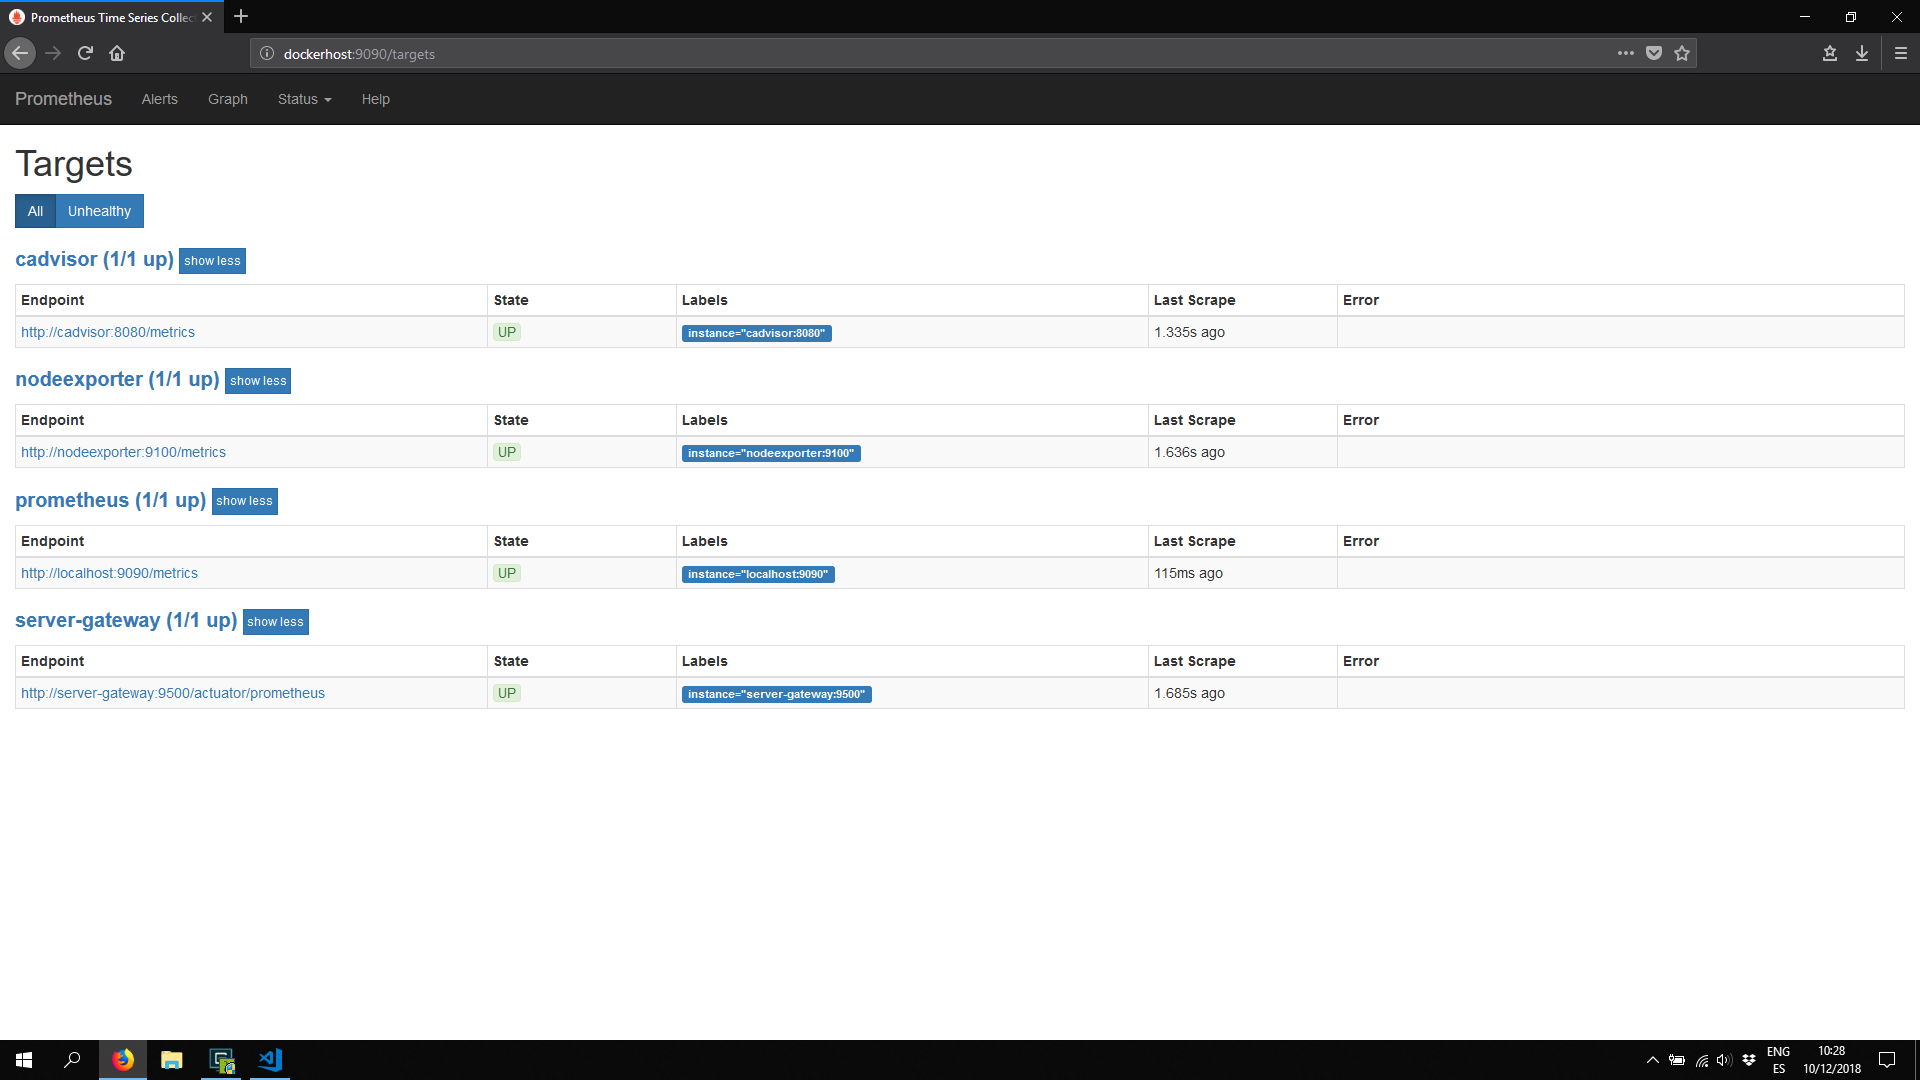 Prometheus Time Series Collec
dockerhost:9090/targets
Prometheus Alerts Graph Status Help
Targets
All Unhealthy
cadvisor (1/1 up) show less
Endpoint State Labels Last Scrape Error
http://cadvisor:8080/metrics UP instance="cadvisor:8080" 1.335s ago
nodeexporter (1/1 up) show less
Endpoint State Labels Last Scrape Error
http://nodeexporter:9100/metrics UP instance="nodeexporter:9100" 1.636s ago
prometheus (1/1 up) show less
Endpoint State Labels Last Scrape Error
http://localhost:9090/metrics UP instance="localhost:9090" 115ms ago
server-gateway (1/1 up) show less
Endpoint State Labels Last Scrape Error
http://server-gateway:9500/actuator/prometheus UP instance="server-gateway:9500" 1.685s ago
ENG 10:28
ES 10/12/2018